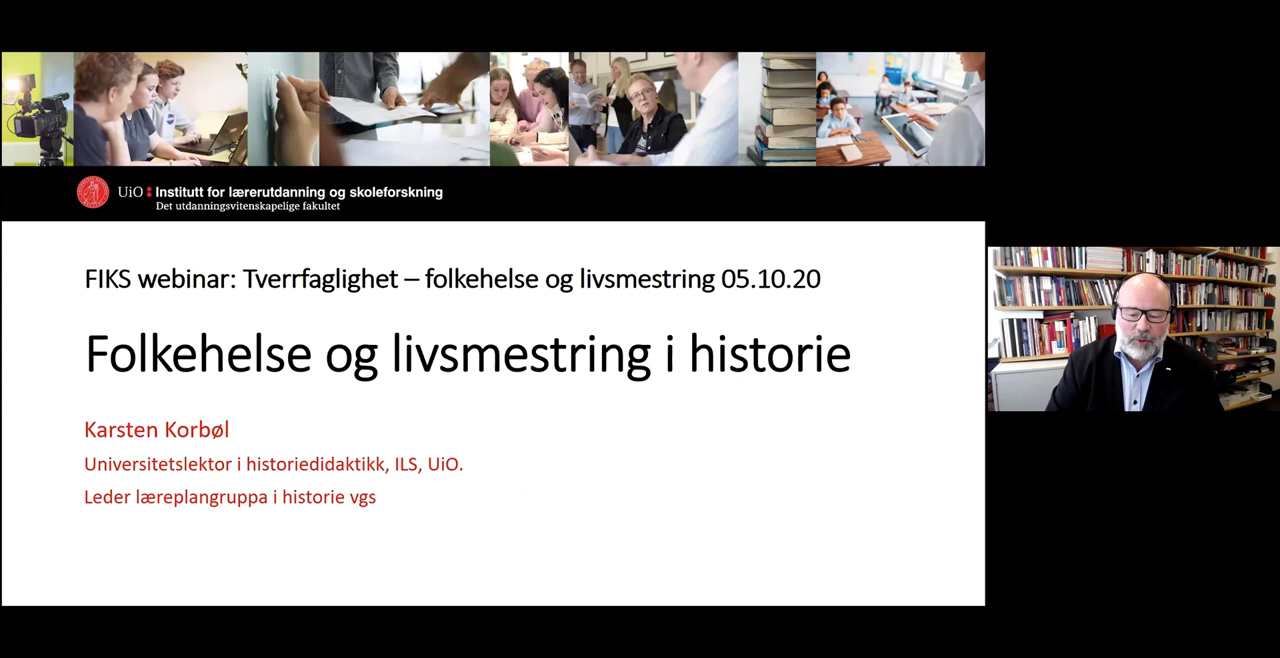 UiO : Institutt for lærerutdanning og skoleforskning
Det utdanningsvitenskapelige fakultet
FIKS webinar: Tverrfaglighet – folkehelse og livsmestring 05.10.20
Folkehelse og livsmestring i historie
Karsten Korbøl
Universitetslektor i historiedidaktikk, ILS, UiO.
Leder læreplangruppa i historie vgs